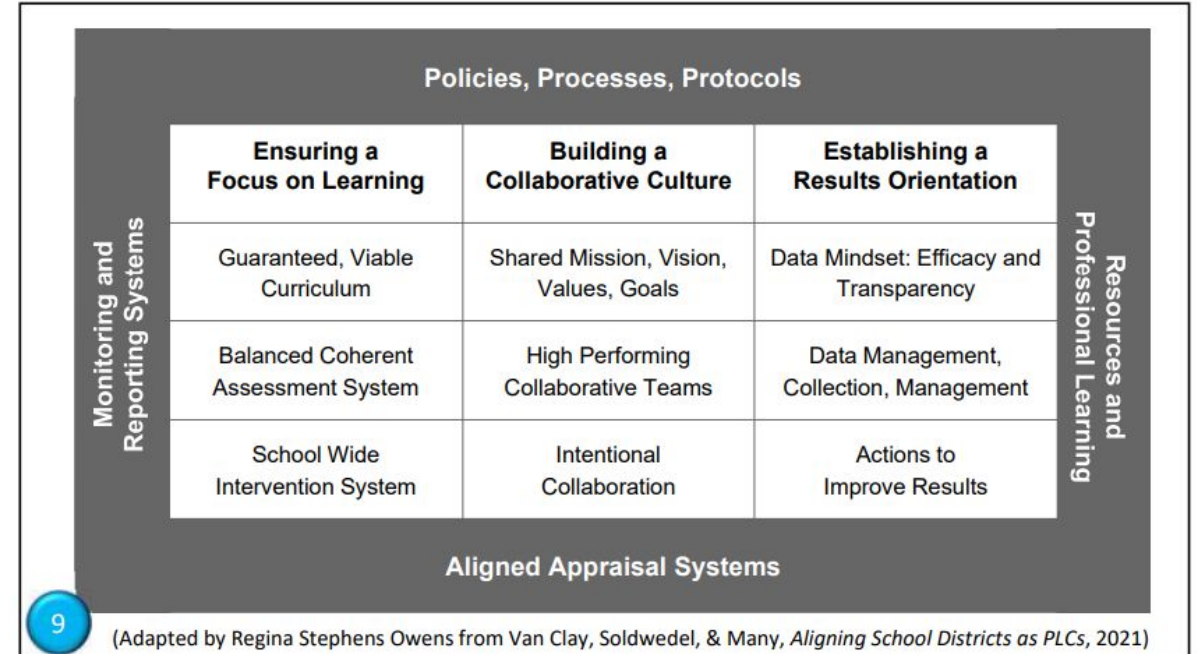 Policies, Processes, Protocols
Monitoring and
Reporting Systems
Ensuring a
Focus on Learning
Building a
Collaborative Culture
Establishing a
Results Orientation
Guaranteed, Viable
Curriculum
Shared Mission, Vision,
Values, Goals
Data Mindset: Efficacy and
Transparency
Balanced Coherent
Assessment System
High Performing
Collaborative Teams
Data Management,
Collection, Management
School Wide
Intervention System
Intentional
Collaboration
Actions to
Improve Results
Resources and
Professional Learning
Aligned Appraisal Systems
9
(Adapted by Regina Stephens Owens from Van Clay, Soldwedel, & Many, Aligning School Districts as PLCs, 2021)